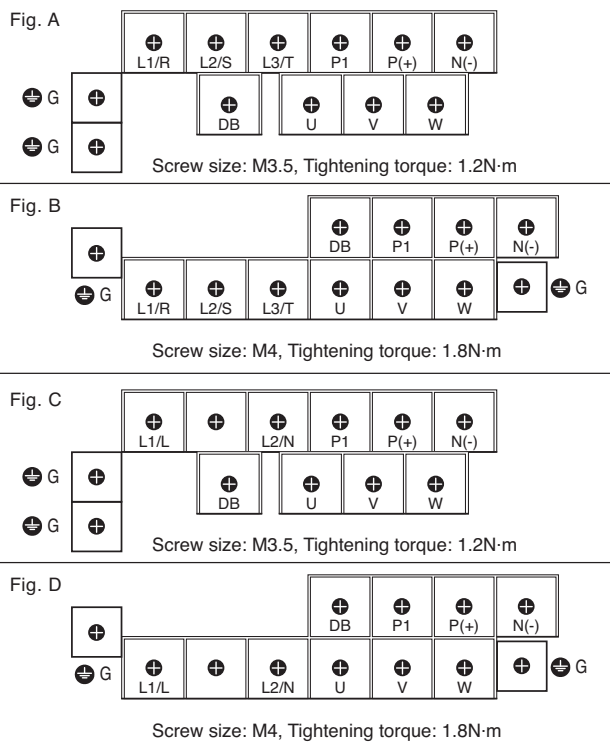 Fig. A
L1/R L2/S L3/T P1 P(+) N(-)
G
DB U V W
G
Screw size: M3.5, Tightening torque: 1.2N·m
Fig. B
DB P1 P(+) N(-)
G L1/R L2/S L3/T U V W G
Screw size: M4, Tightening torque: 1.8N·m
Fig. C
L1/L L2/N P1 P(+) N(-)
G
DB U V W
G
Screw size: M3.5, Tightening torque: 1.2N·m
Fig. D
DB P1 P(+) N(-)
G L1/L L2/N U V W G
Screw size: M4, Tightening torque: 1.8N·m